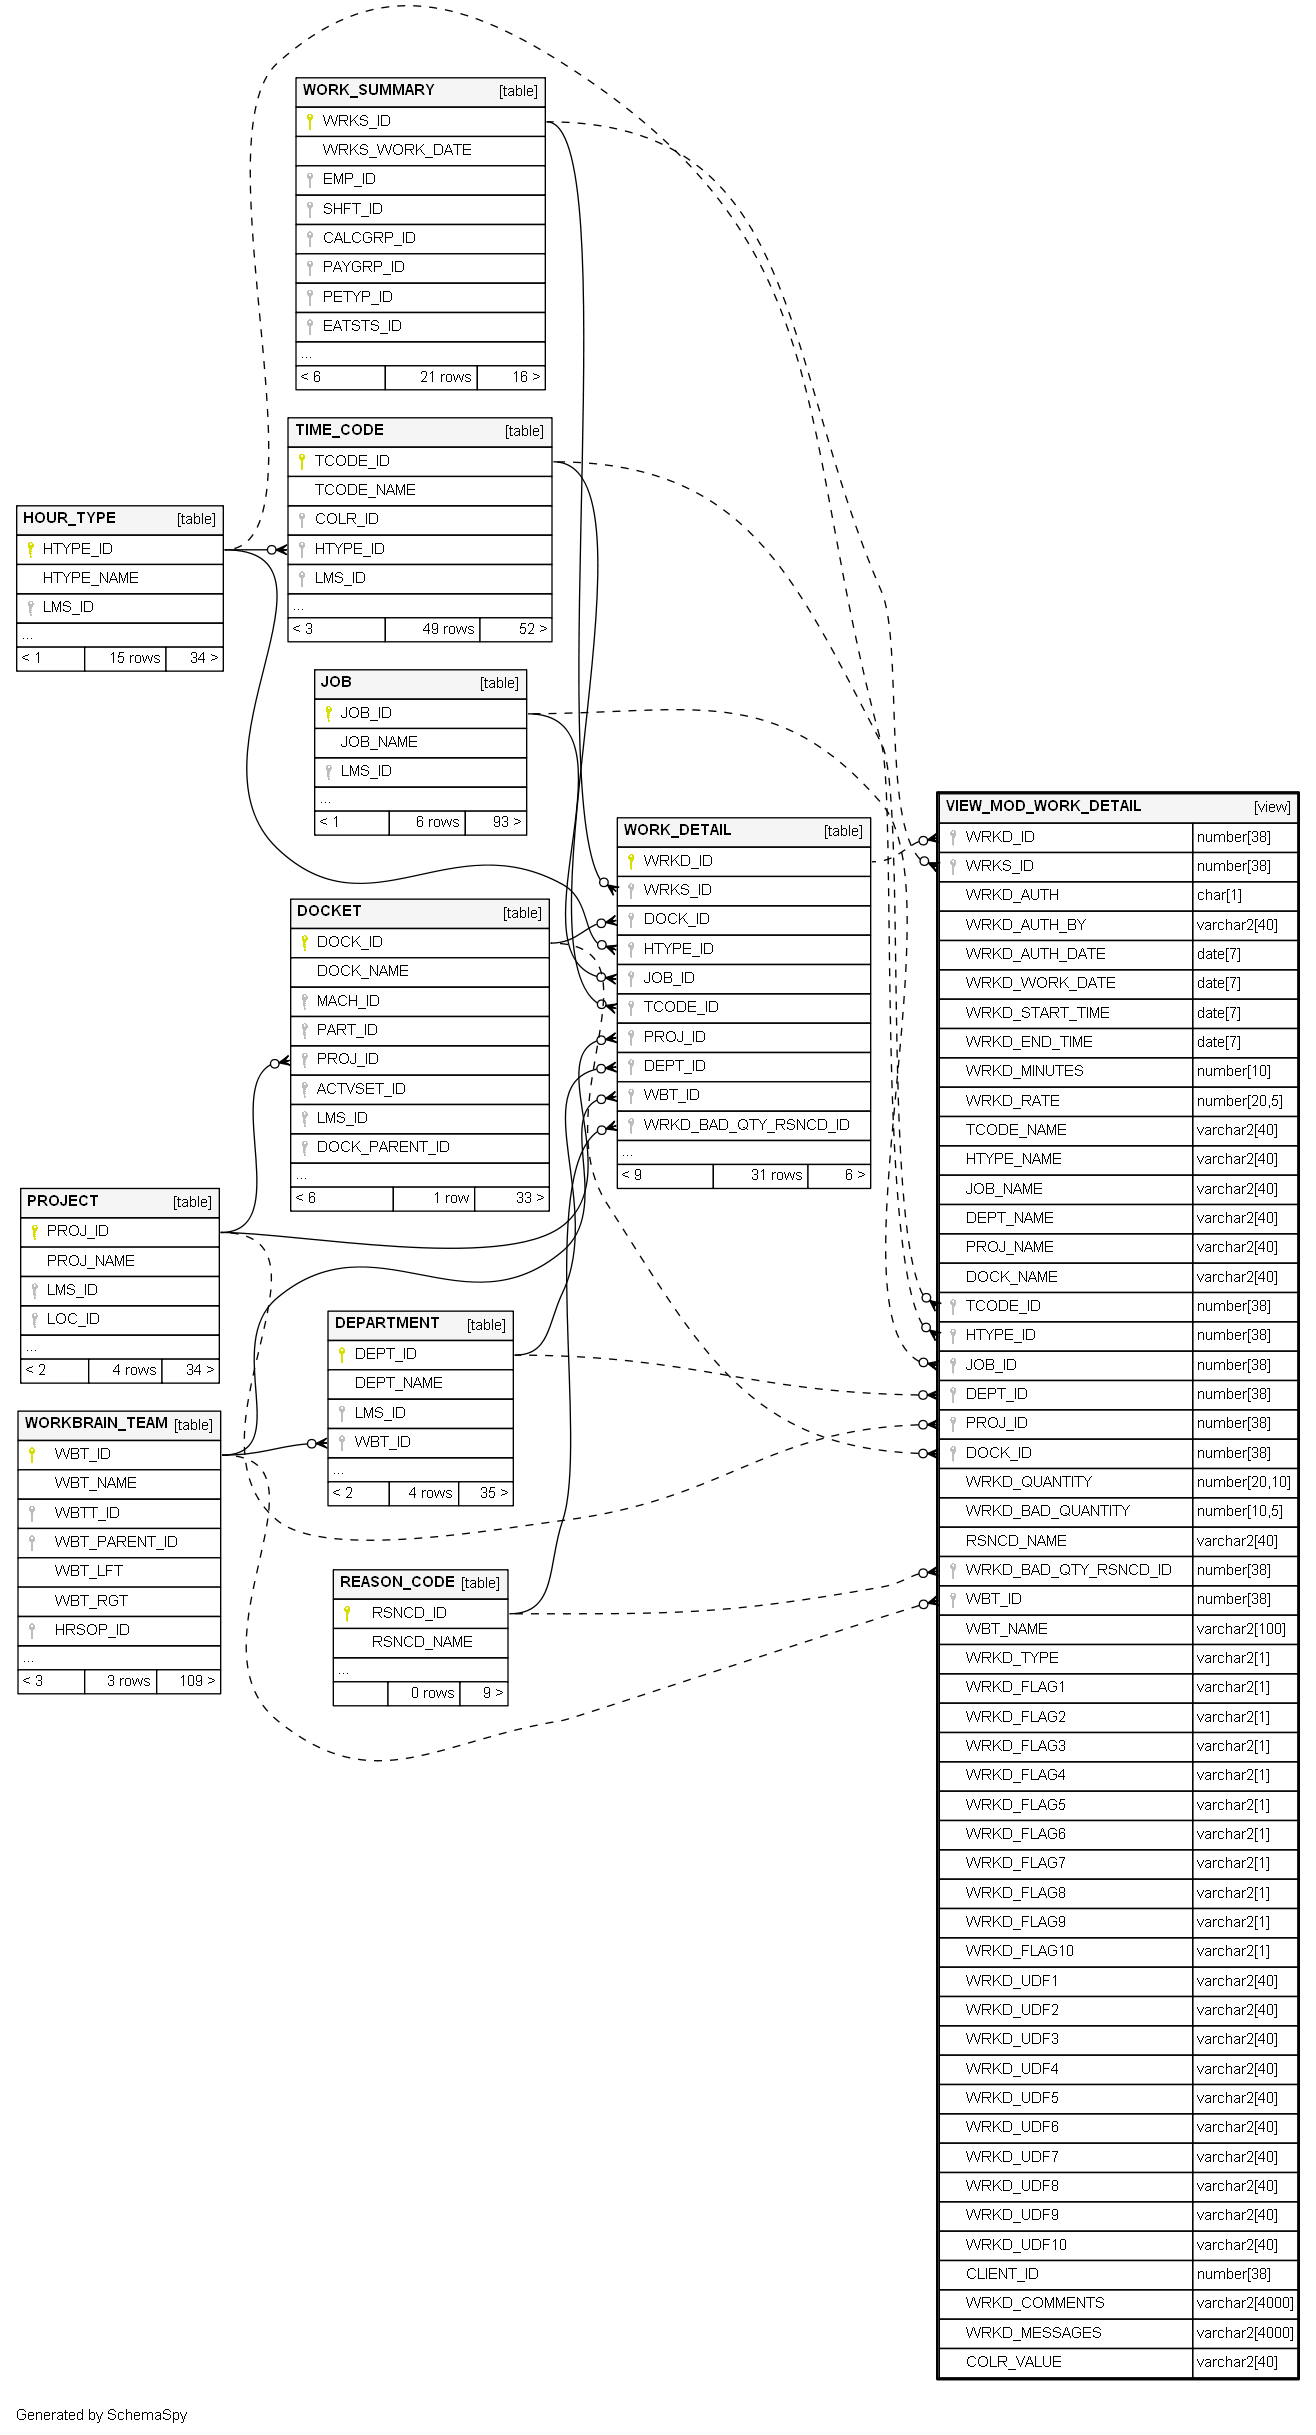 WORK_SUMMARY [table]
WRKS_ID
WRKS_WORK_DATE
EMP_ID
SHFT_ID
CALCGRP_ID
PAYGRP_ID
PETYP_ID
EATSTS_ID
...
< 6 21 rows 16 >
TIME_CODE [table]
TCODE_ID
TCODE_NAME
COLR_ID
HTYPE_ID
LMS_ID
...
< 3 49 rows 52 >
HOUR_TYPE [table]
HTYPE_ID
HTYPE_NAME
LMS_ID
...
< 1 15 rows 34 >
JOB [table]
JOB_ID
JOB_NAME
LMS_ID
...
< 1 6 rows 93 >
DOCKET [table]
DOCK_ID
DOCK_NAME
MACH_ID
PART_ID
PROJ_ID
ACTVSET_ID
LMS_ID
DOCK_PARENT_ID
...
< 6 1 row 33 >
WORK_DETAIL [table]
WRKD_ID
WRKS_ID
DOCK_ID
HTYPE_ID
JOB_ID
TCODE_ID
PROJ_ID
DEPT_ID
WBT_ID
WRKD_BAD_QTY_RSNCD_ID
...
< 9 31 rows 6 >
PROJECT [table]
PROJ_ID
PROJ_NAME
LMS_ID
LOC_ID
...
< 2 4 rows 34 >
DEPARTMENT [table]
DEPT_ID
DEPT_NAME
LMS_ID
WBT_ID
...
< 2 4 rows 35 >
WORKBRAIN_TEAM [table]
WBT_ID
WBT_NAME
WBTT_ID
WBT_PARENT_ID
WBT_LFT
WBT_RGT
HRSOP_ID
...
< 3 3 rows 109 >
REASON_CODE [table]
RSNCD_ID
RSNCD_NAME
...
0 rows 9 >
VIEW_MOD_WORK_DETAIL [view]
WRKD_ID number[38]
WRKS_ID number[38]
WRKD_AUTH char[1]
WRKD_AUTH_BY varchar2[40]
WRKD_AUTH_DATE date[7]
WRKD_WORK_DATE date[7]
WRKD_START_TIME date[7]
WRKD_END_TIME date[7]
WRKD_MINUTES number[10]
WRKD_RATE number[20,5]
TCODE_NAME varchar2[40]
HTYPE_NAME varchar2[40]
JOB_NAME varchar2[40]
DEPT_NAME varchar2[40]
PROJ_NAME varchar2[40]
DOCK_NAME varchar2[40]
TCODE_ID number[38]
HTYPE_ID number[38]
JOB_ID number[38]
DEPT_ID number[38]
PROJ_ID number[38]
DOCK_ID number[38]
WRKD_QUANTITY number[20,10]
WRKD_BAD_QUANTITY number[10,5]
RSNCD_NAME varchar2[40]
WRKD_BAD_QTY_RSNCD_ID number[38]
WBT_ID number[38]
WBT_NAME varchar2[100]
WRKD_TYPE varchar2[1]
WRKD_FLAG1 varchar2[1]
WRKD_FLAG2 varchar2[1]
WRKD_FLAG3 varchar2[1]
WRKD_FLAG4 varchar2[1]
WRKD_FLAG5 varchar2[1]
WRKD_FLAG6 varchar2[1]
WRKD_FLAG7 varchar2[1]
WRKD_FLAG8 varchar2[1]
WRKD_FLAG9 varchar2[1]
WRKD_FLAG10 varchar2[1]
WRKD_UDF1 varchar2[40]
WRKD_UDF2 varchar2[40]
WRKD_UDF3 varchar2[40]
WRKD_UDF4 varchar2[40]
WRKD_UDF5 varchar2[40]
WRKD_UDF6 varchar2[40]
WRKD_UDF7 varchar2[40]
WRKD_UDF8 varchar2[40]
WRKD_UDF9 varchar2[40]
WRKD_UDF10 varchar2[40]
CLIENT_ID number[38]
WRKD_COMMENTS varchar2[4000]
WRKD_MESSAGES varchar2[4000]
COLR_VALUE varchar2[40]
Generated by SchemaSpy